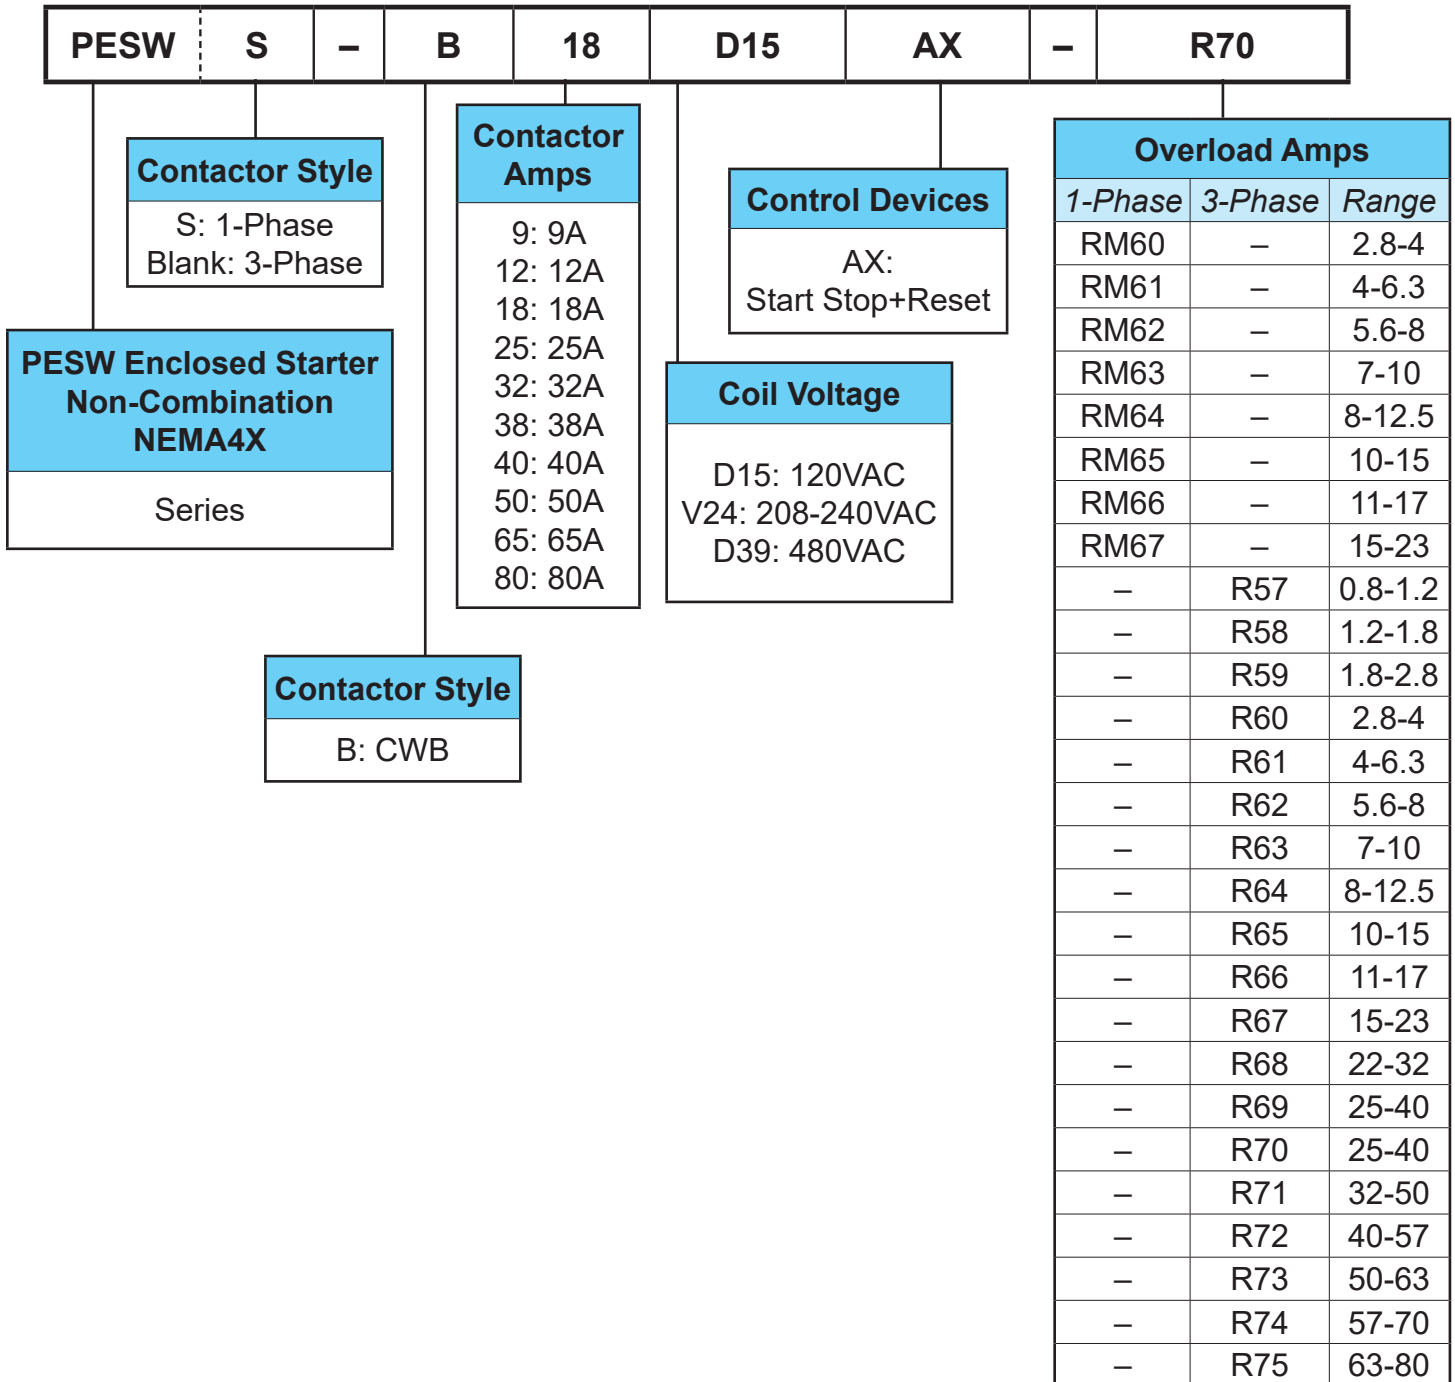 PESW S – B 18 D15 AX – R70
Contactor Style
S: 1-Phase
Blank: 3-Phase
PESW Enclosed Starter
Non-Combination
NEMA4X
Series
Contactor Style
B: CWB
Contactor
Amps
9: 9A
12: 12A
18: 18A
25: 25A
32: 32A
38: 38A
40: 40A
50: 50A
65: 65A
80: 80A
Coil Voltage
D15: 120VAC
V24: 208-240VAC
D39: 480VAC
Control Devices
AX:
Start Stop+Reset
Overload Amps
1-Phase 3-Phase Range
RM60 – 2.8-4
RM61 – 4-6.3
RM62 – 5.6-8
RM63 – 7-10
RM64 – 8-12.5
RM65 – 10-15
RM66 – 11-17
RM67 – 15-23
– R57 0.8-1.2
– R58 1.2-1.8
– R59 1.8-2.8
– R60 2.8-4
– R61 4-6.3
– R62 5.6-8
– R63 7-10
– R64 8-12.5
– R65 10-15
– R66 11-17
– R67 15-23
– R68 22-32
– R69 25-40
– R70 25-40
– R71 32-50
– R72 40-57
– R73 50-63
– R74 57-70
– R75 63-80